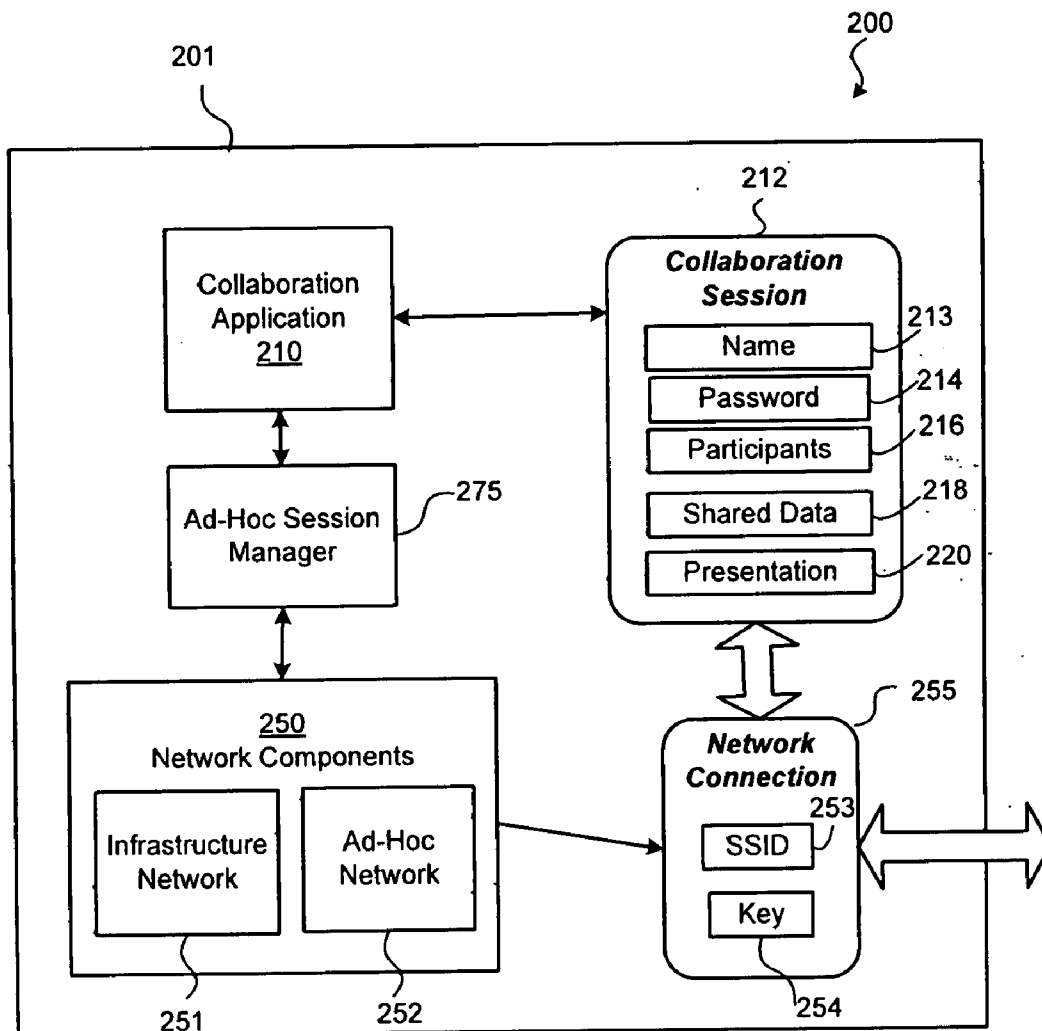 200
201
212
Collaboration
Application
210
Collaboration
Session
Name
213
Password
214
Participants
216
Shared Data
218
Presentation
220
Ad-Hoc Session
Manager
275
250
Network Components
Infrastructure
Network
Ad-Hoc
Network
251
252
255
Network
Connection
253
SSID
Key
254